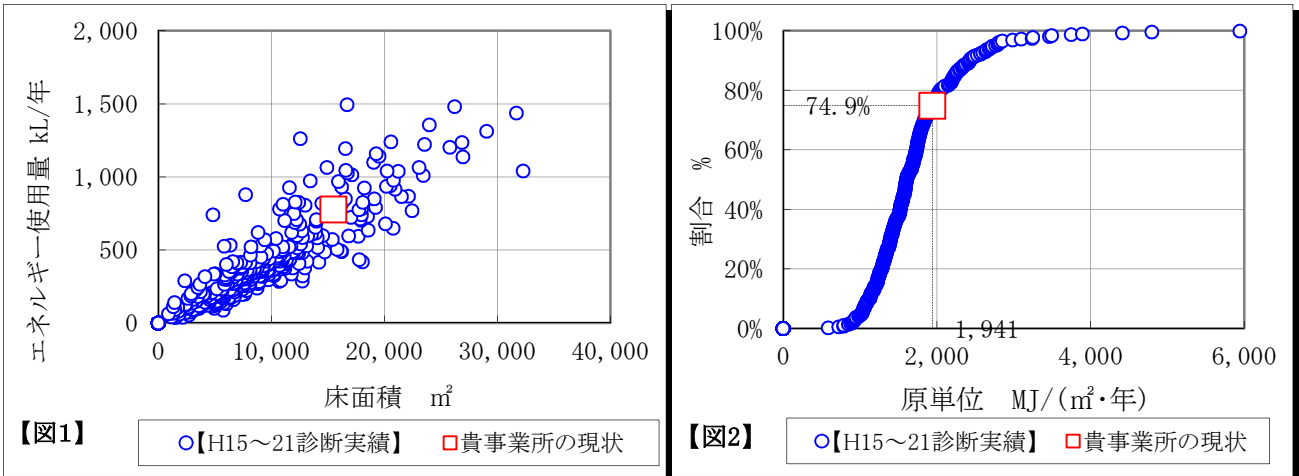 2,000
1,500
1,000
500
0
エネルギー使用量 kL/年
0
10,000
20,000
30,000
40,000
床面積 ㎡
【図1】
【H15～21診断実績】
貴事業所の現状
100%
80%
60%
40%
20%
0%
割合 %
74.9%
1,941
0
2,000
4,000
6,000
原単位 MJ/(㎡・年)
【図2】
【H15～21診断実績】
貴事業所の現状